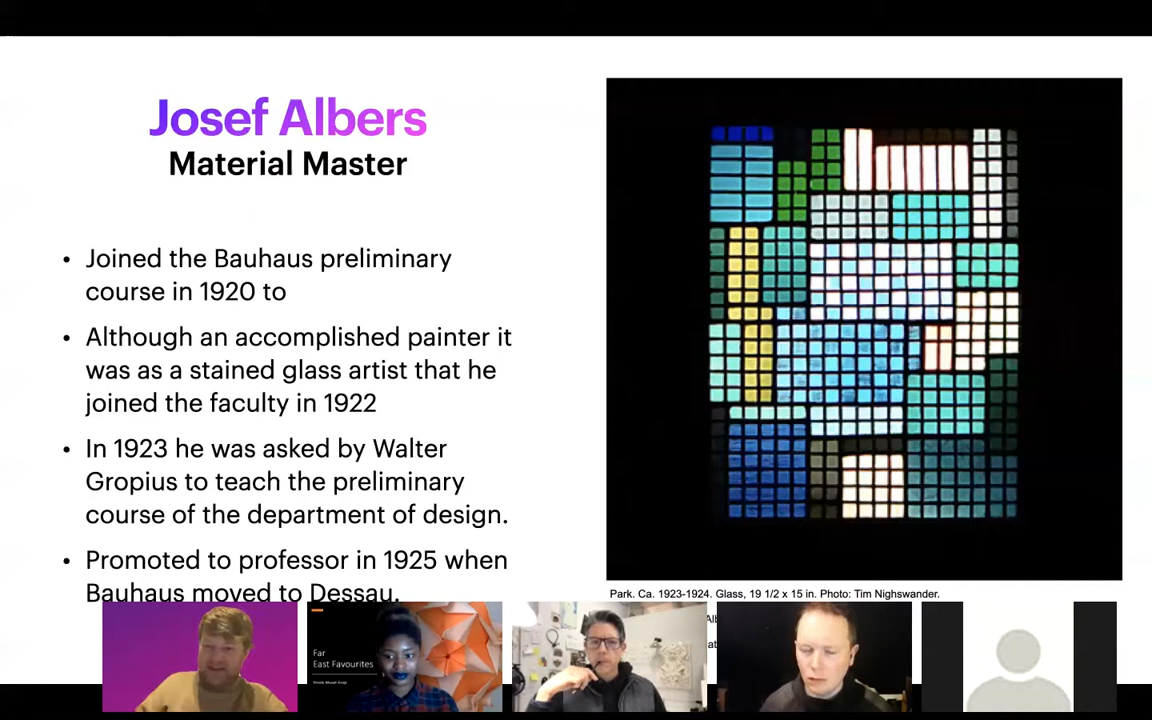 Josef Albers
Material Master
• Joined the Bauhaus preliminary
course in 1920 to
• Although an accomplished painter it
was as a stained glass artist that he
joined the faculty in 1922
• In 1923 he was asked by Walter
Gropius to teach the preliminary
course of the department of design.
• Promoted to professor in 1925 when
Bauhaus moved to Dessau.
Park. Ca. 1923-1924. Glass, 19 1/2 x 15 in. Photo: Tim Nighswander.
Far
East Favourites